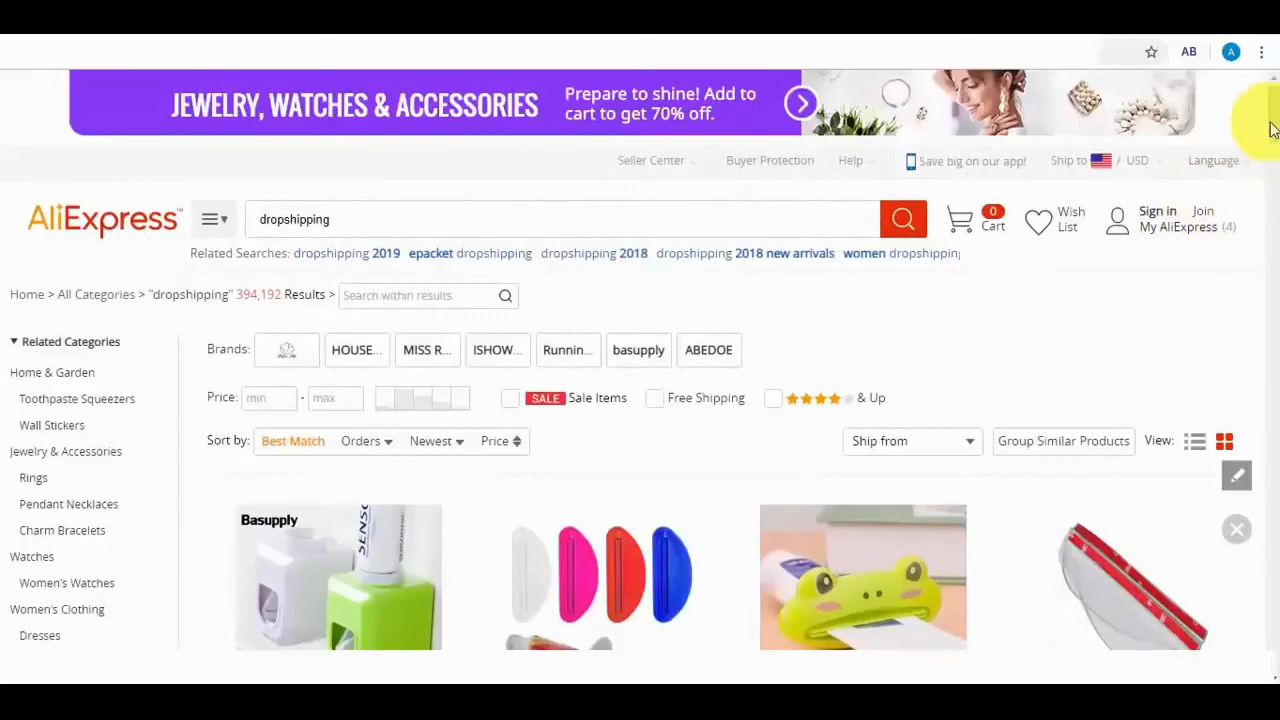 AB A
JEWELRY, WATCHES & ACCESSORIES
Prepare to shine! Add to
cart to get 70% off.
Seller Center Buyer Protection Help Save big on our app! Ship to / USD Language
AliExpress™
dropshipping
0
Cart
Wish
List
Sign in Join
My AliExpress (4)
Related Searches: dropshipping 2019 epacket dropshipping dropshipping 2018 dropshipping 2018 new arrivals women dropshipping
Home > All Categories > "dropshipping" 394,192 Results > Search within results
Related Categories
Home & Garden
Toothpaste Squeezers
Wall Stickers
Jewelry & Accessories
Rings
Pendant Necklaces
Charm Bracelets
Watches
Women's Watches
Women's Clothing
Dresses
Brands: HOUSE... MISS R... ISHOW... Runnin... basupply ABEDOE
Price: min - max SALE Sale Items Free Shipping & Up
Sort by: Best Match Orders Newest Price Ship from Group Similar Products View:
Basupply